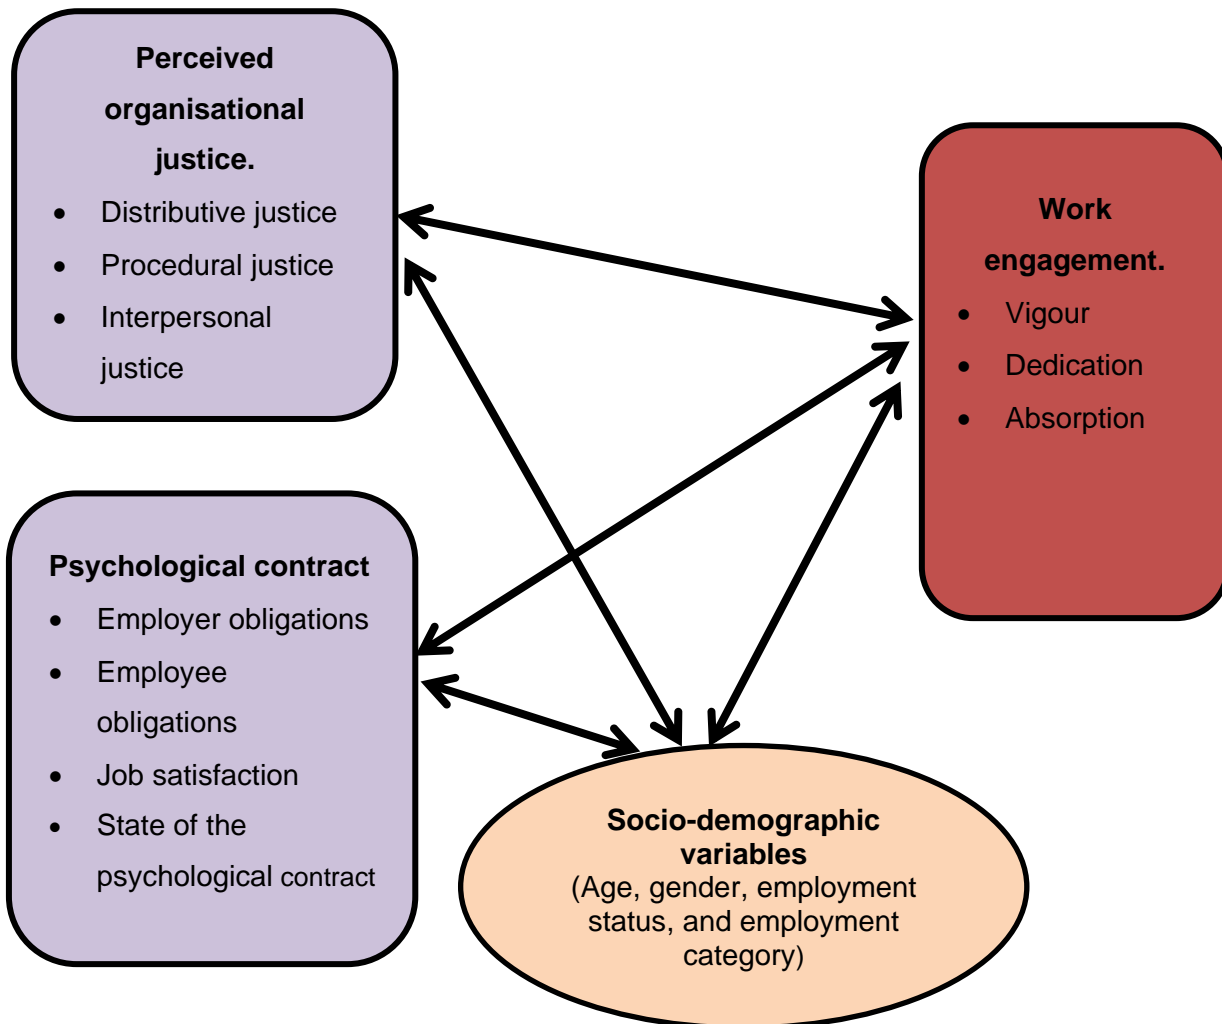 Perceived
organisational
justice.
• Distributive justice
• Procedural justice
• Interpersonal
justice
Work
engagement.
• Vigour
• Dedication
• Absorption
Psychological contract
• Employer obligations
• Employee
obligations
• Job satisfaction
• State of the
psychological contract
Socio-demographic
variables
(Age, gender, employment
status, and employment
category)